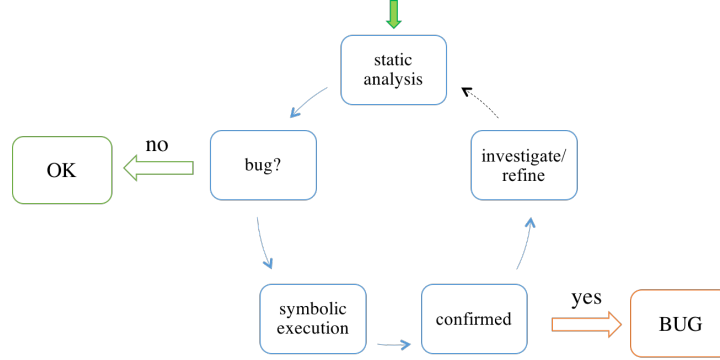 static
analysis
no
OK
bug?
investigate/
refine
symbolic
execution
confirmed
yes
BUG